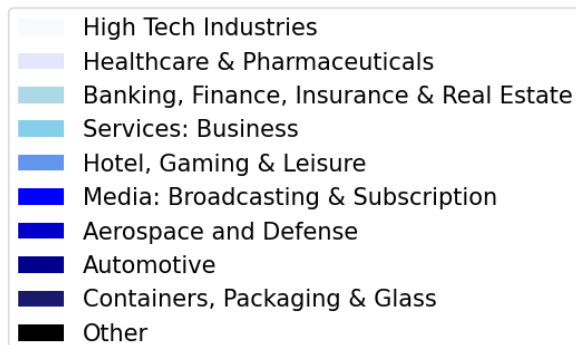 High Tech Industries
Healthcare & Pharmaceuticals
Banking, Finance, Insurance & Real Estate
Services: Business
Hotel, Gaming & Leisure
Media: Broadcasting & Subscription
Aerospace and Defense
Automotive
Containers, Packaging & Glass
Other